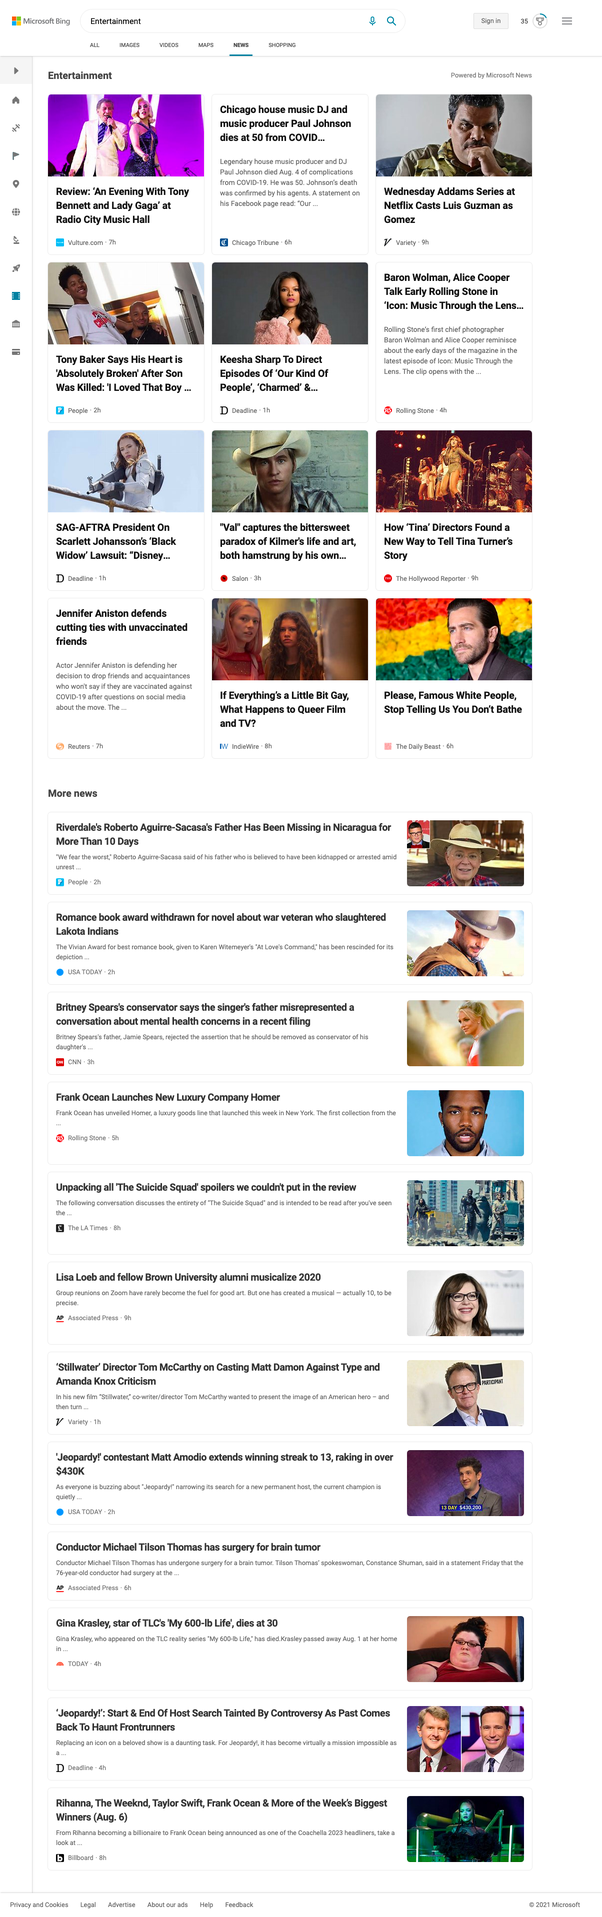 Microsoft Bing
Entertainment
Sign in
35
ALL
IMAGES
VIDEOS
MAPS
NEWS
SHOPPING
Entertainment
Powered by Microsoft News
Review: ‘An Evening With Tony
Bennett and Lady Gaga’ at
Radio City Music Hall
Vulture.com · 7h
Chicago house music DJ and
music producer Paul Johnson
dies at 50 from COVID…
Legendary house music producer and DJ
Paul Johnson died Aug. 4 of complications
from COVID-19. He was 50. Johnson's death
was confirmed by his agents. A statement on
his Facebook page read: "Our ...
Chicago Tribune · 6h
Wednesday Addams Series at
Netflix Casts Luis Guzman as
Gomez
Variety · 9h
Tony Baker Says His Heart is
'Absolutely Broken' After Son
Was Killed: 'I Loved That Boy ...
People · 2h
Keesha Sharp To Direct
Episodes Of ‘Our Kind Of
People’, ‘Charmed’ &…
Deadline · 1h
Baron Wolman, Alice Cooper
Talk Early Rolling Stone in
‘Icon: Music Through the Lens…
Rolling Stone's first chief photographer
Baron Wolman and Alice Cooper reminisce
about the early days of the magazine in the
latest episode of Icon: Music Through the
Lens. The clip opens with the ...
Rolling Stone · 4h
SAG-AFTRA President On
Scarlett Johansson's ‘Black
Widow’ Lawsuit: “Disney…
Deadline · 1h
"Val" captures the bittersweet
paradox of Kilmer's life and art,
both hamstrung by his own…
Salon · 3h
How ‘Tina’ Directors Found a
New Way to Tell Tina Turner's
Story
The Hollywood Reporter · 9h
Jennifer Aniston defends
cutting ties with unvaccinated
friends
Actor Jennifer Aniston is defending her
decision to drop friends and acquaintances
who won't say if they are vaccinated against
COVID-19 after questions on social media
about the move. The ...
Reuters · 7h
If Everything's a Little Bit Gay,
What Happens to Queer Film
and TV?
IndieWire · 8h
Please, Famous White People,
Stop Telling Us You Don't Bathe
The Daily Beast · 6h
More news
Riverdale's Roberto Aguirre-Sacasa's Father Has Been Missing in Nicaragua for
More Than 10 Days
"We fear the worst," Roberto Aguirre-Sacasa said of his father who is believed to have been kidnapped or arrested amid
unrest ...
People · 2h
Romance book award withdrawn for novel about war veteran who slaughtered
Lakota Indians
The Vivian Award for best romance book, given to Karen Witemeyer's "At Love's Command," has been rescinded for its
depiction ...
USA TODAY · 2h
Britney Spears's conservator says the singer's father misrepresented a
conversation about mental health concerns in a recent filing
Britney Spears's father, Jamie Spears, rejected the assertion that he should be removed as conservator of his
daughter's ...
CNN · 3h
Frank Ocean Launches New Luxury Company Homer
Frank Ocean has unveiled Homer, a luxury goods line that launched this week in New York. The first collection from the
...
Rolling Stone · 5h
Unpacking all 'The Suicide Squad' spoilers we couldn't put in the review
The following conversation discusses the entirety of "The Suicide Squad" and is intended to be read after you've seen
the ...
The LA Times · 8h
Lisa Loeb and fellow Brown University alumni musicalize 2020
Group reunions on Zoom have rarely become the fuel for good art. But one has created a musical — actually 10, to be
precise.
AP Associated Press · 9h
‘Stillwater’ Director Tom McCarthy on Casting Matt Damon Against Type and
Amanda Knox Criticism
In his new film “Stillwater,” co-writer/director Tom McCarthy wanted to present the image of an American hero – and
then turn ...
Variety · 1h
PARTICIPANT
'Jeopardy!' contestant Matt Amodio extends winning streak to 13, raking in over
$430K
As everyone is buzzing about "Jeopardy!" narrowing its search for a new permanent host, the current champion is
quietly ...
USA TODAY · 2h
13 DAY $430,200
Conductor Michael Tilson Thomas has surgery for brain tumor
Conductor Michael Tilson Thomas has undergone surgery for a brain tumor. Tilson Thomas' spokeswoman, Constance Shuman, said in a statement Friday that the
76-year-old conductor had surgery at the ...
AP Associated Press · 6h
Gina Krasley, star of TLC's 'My 600-lb Life', dies at 30
Gina Krasley, who appeared on the TLC reality series "My 600-lb Life," has died.Krasley passed away Aug. 1 at her home
in ...
TODAY · 4h
‘Jeopardy!’: Start & End Of Host Search Tainted By Controversy As Past Comes
Back To Haunt Frontrunners
Replacing an icon on a beloved show is a daunting task. For Jeopardy!, it has become virtually a mission impossible as
a ...
Deadline · 4h
Rihanna, The Weeknd, Taylor Swift, Frank Ocean & More of the Week's Biggest
Winners (Aug. 6)
From Rihanna becoming a billionaire to Frank Ocean being announced as one of the Coachella 2023 headliners, take a
look at ...
Billboard · 8h
Privacy and Cookies
Legal
Advertise
About our ads
Help
Feedback
© 2021 Microsoft